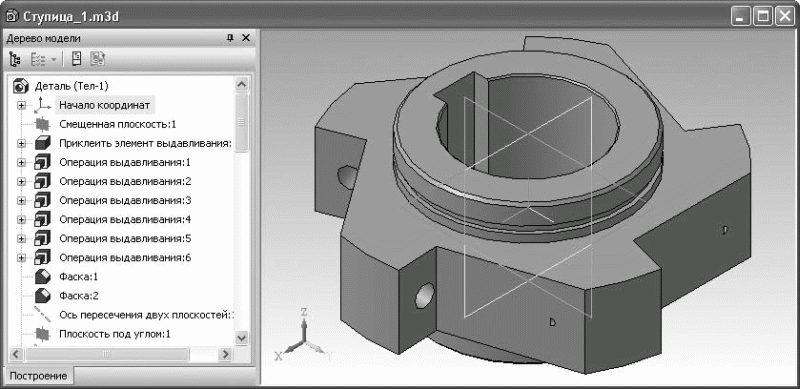 Ступица_1.m3d
Дерево модели
Деталь (Тел-1)
Начало координат
Смещенная плоскость:1
Приклеить элемент выдавливания:
Операция выдавливания:1
Операция выдавливания:2
Операция выдавливания:3
Операция выдавливания:4
Операция выдавливания:5
Операция выдавливания:6
Фаска:1
Фаска:2
Ось пересечения двух плоскостей:
Плоскость под углом:1
Построение
Z
X
Y